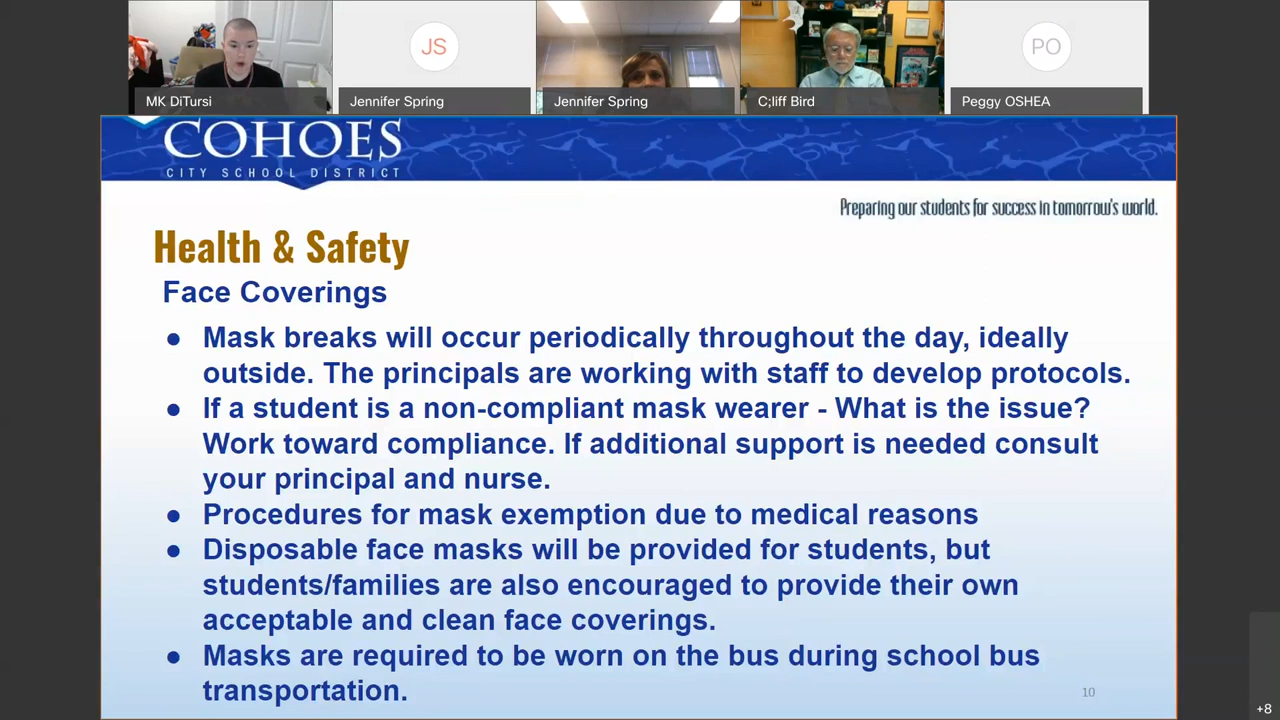 JS
PO
MK DiTursi
Jennifer Spring
Jennifer Spring
C;liff Bird
Peggy OSHEA
COHOES
CITY SCHOOL DISTRICT
Preparing our students for success in tomorrow's world.
Health & Safety
Face Coverings
● Mask breaks will occur periodically throughout the day, ideally
outside. The principals are working with staff to develop protocols.
● If a student is a non-compliant mask wearer - What is the issue?
Work toward compliance. If additional support is needed consult
your principal and nurse.
● Procedures for mask exemption due to medical reasons
● Disposable face masks will be provided for students, but
students/families are also encouraged to provide their own
acceptable and clean face coverings.
● Masks are required to be worn on the bus during school bus
transportation.
10
+8